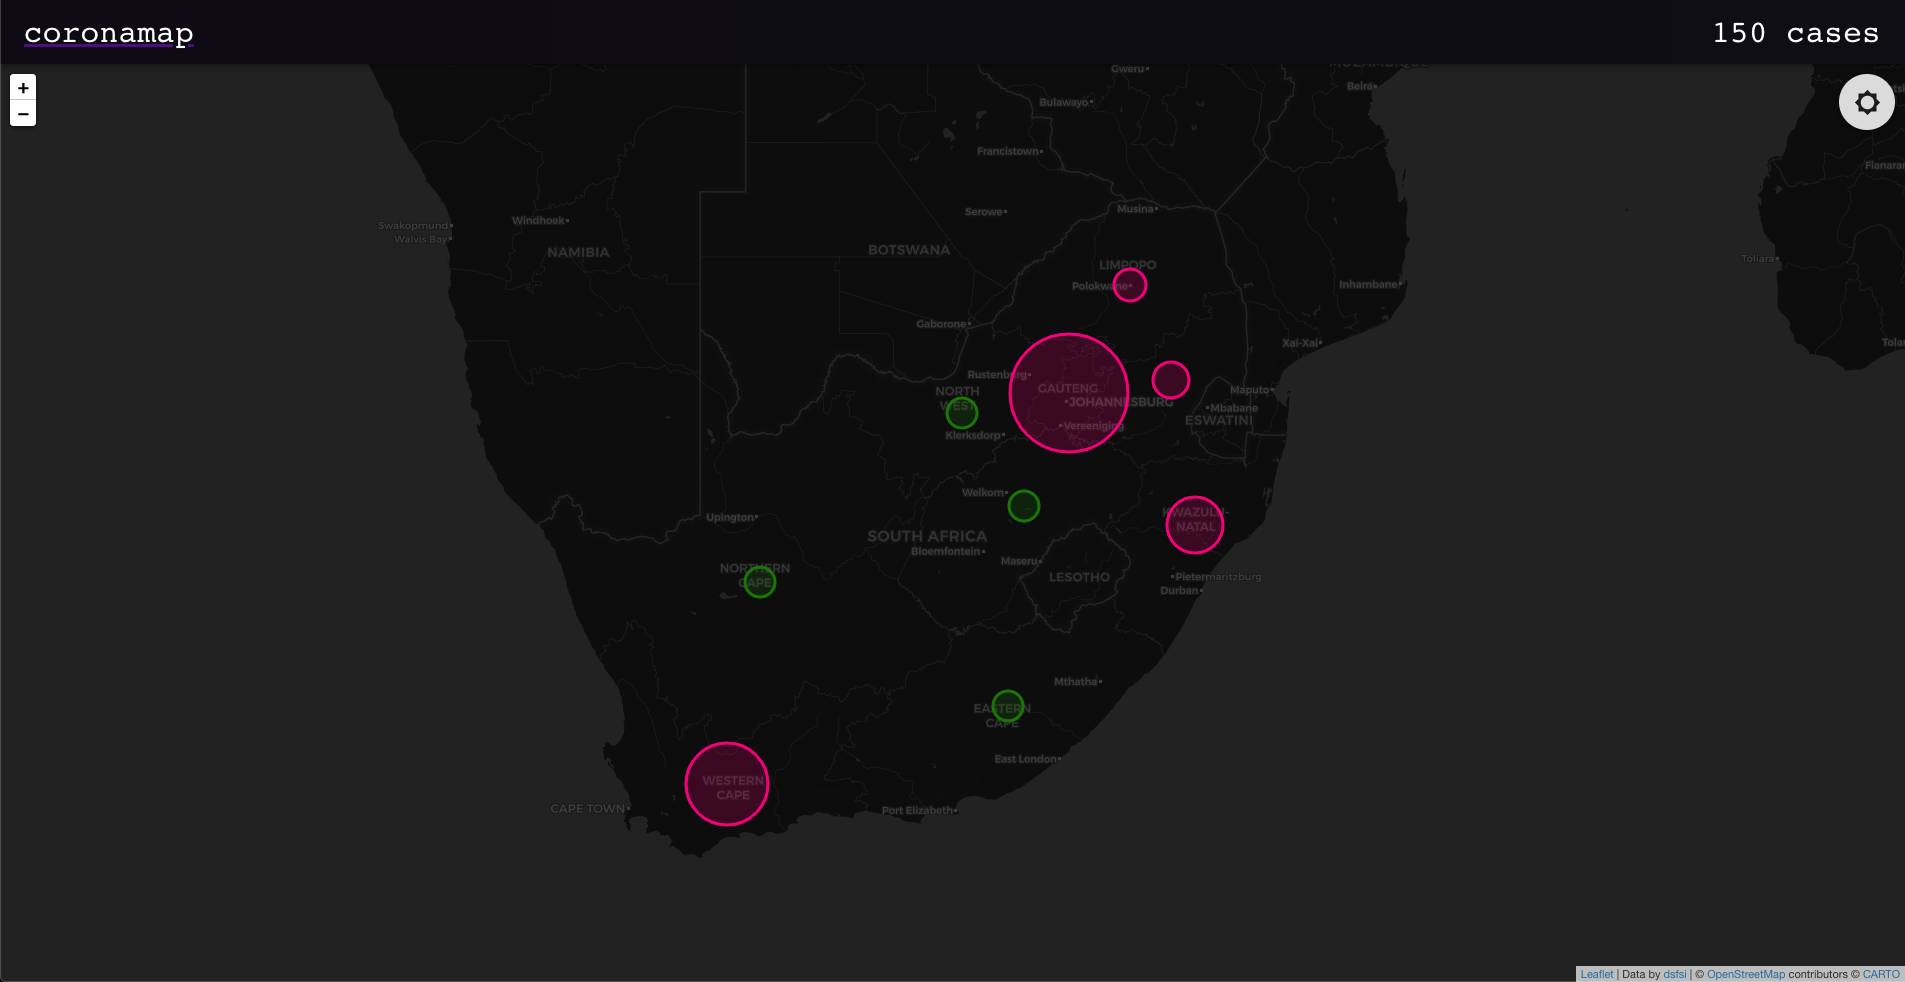 coronamap
150 cases
+
−
MOZAMBIQUE
Gweru
Beira
Bulawayo
Francistown
Fianaran
Serowe
Musina
Windhoek
Swakopmund
Walvis Bay
NAMIBIA
BOTSWANA
LIMPOPO
Polokwane
Toliara
Inhambane
Gaborone
Xai-Xai
Tola
Rustenburg
NORTH
WEST
GAUTENG
JOHANNESBURG
Maputo
Mbabane
ESWATINI
Vereeniging
Klerksdorp
Welkom
KWAZULU-
NATAL
Upington
SOUTH AFRICA
Bloemfontein
Maseru
LESOTHO
NORTHERN
CAPE
Pietermaritzburg
Durban
Mthatha
EASTERN
CAPE
East London
WESTERN
CAPE
CAPE TOWN
Port Elizabeth
Leaflet | Data by dsfsi | © OpenStreetMap contributors © CARTO